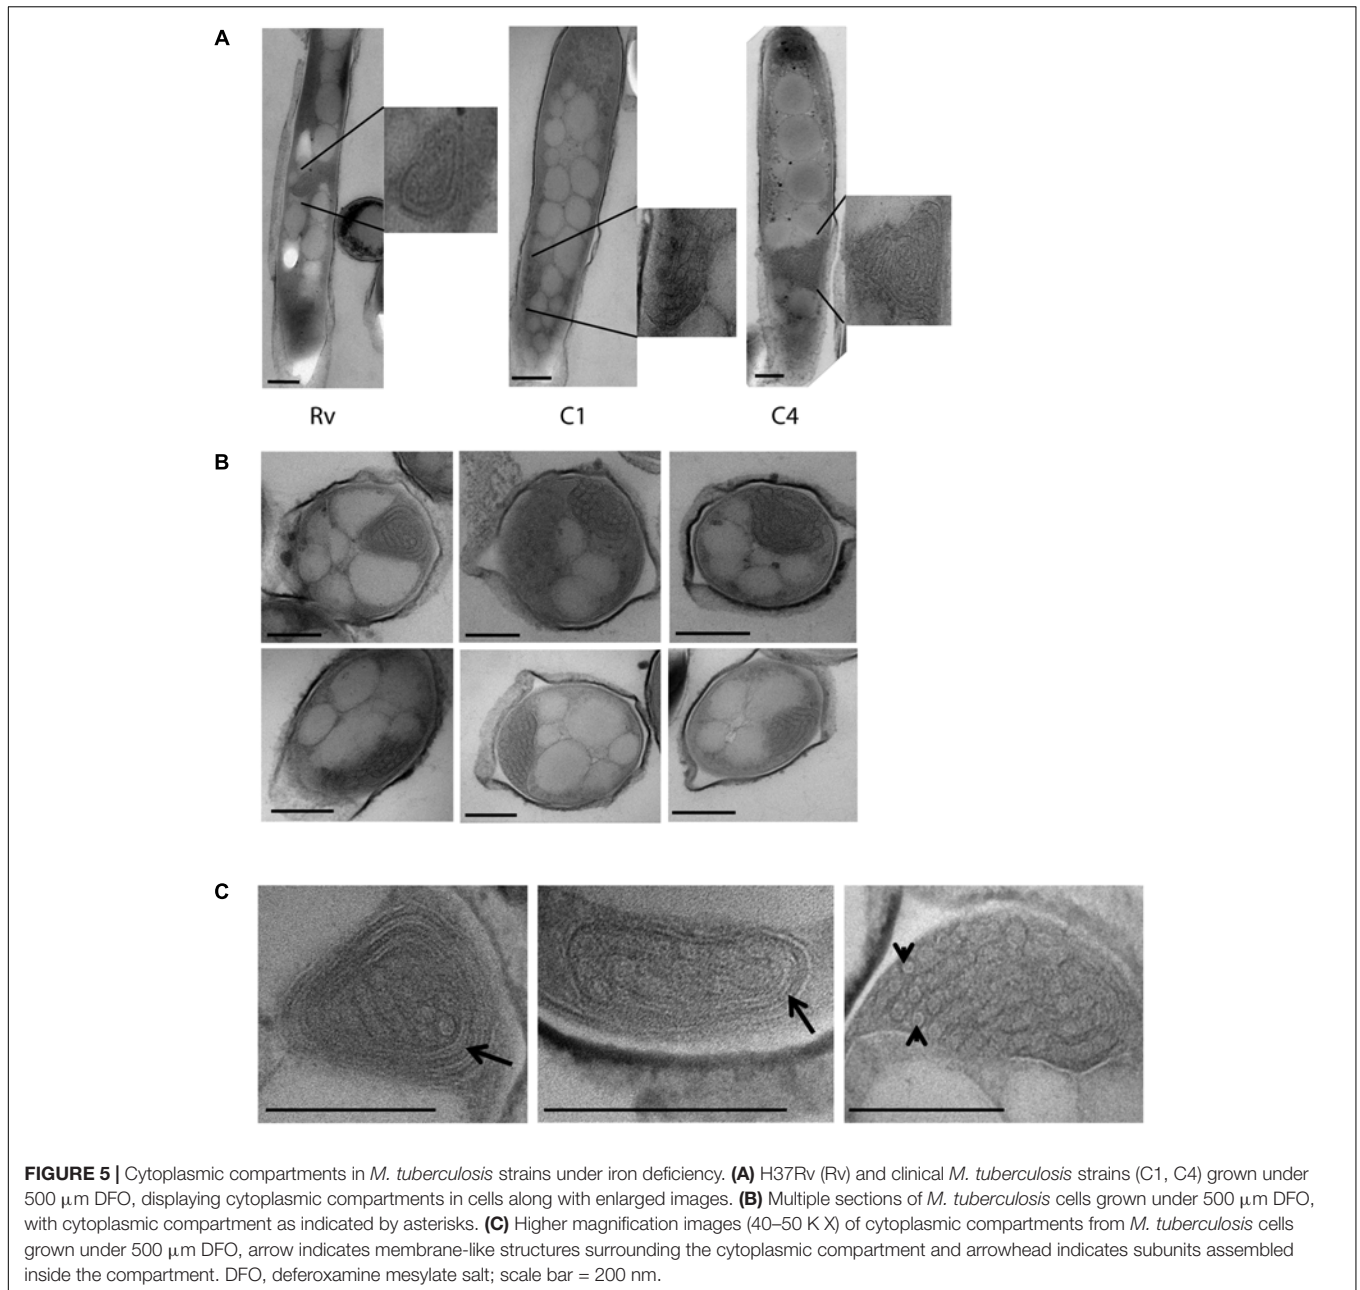 A
Rv
C1
C4
B
C
FIGURE 5 | Cytoplasmic compartments in M. tuberculosis strains under iron deficiency. (A) H37Rv (Rv) and clinical M. tuberculosis strains (C1, C4) grown under
500 μm DFO, displaying cytoplasmic compartments in cells along with enlarged images. (B) Multiple sections of M. tuberculosis cells grown under 500 μm DFO,
with cytoplasmic compartment as indicated by asterisks. (C) Higher magnification images (40–50 K X) of cytoplasmic compartments from M. tuberculosis cells
grown under 500 μm DFO, arrow indicates membrane-like structures surrounding the cytoplasmic compartment and arrowhead indicates subunits assembled
inside the compartment. DFO, deferoxamine mesylate salt; scale bar = 200 nm.